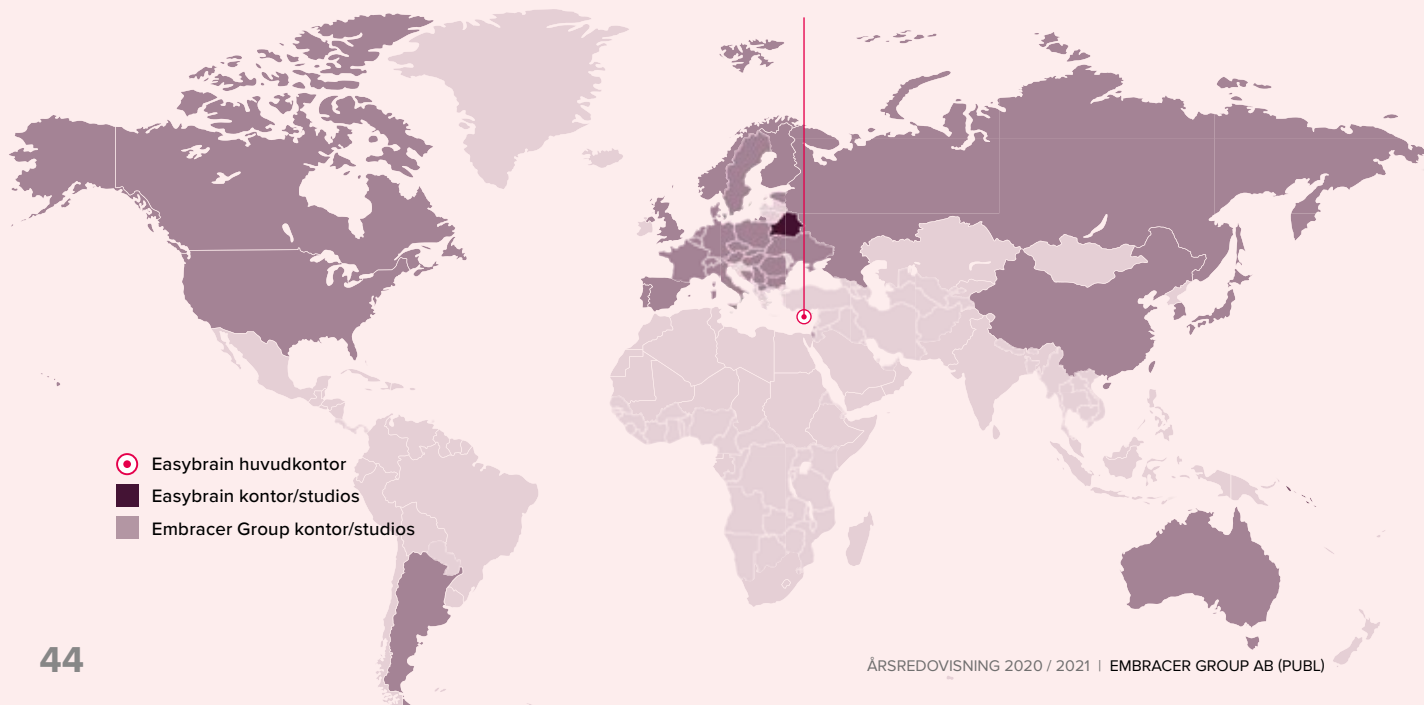 Easybrain huvudkontor
Easybrain kontor/studios
Embracer Group kontor/studios
44
ÅRSREDOVISNING 2020 / 2021 | EMBRACER GROUP AB (PUBL)